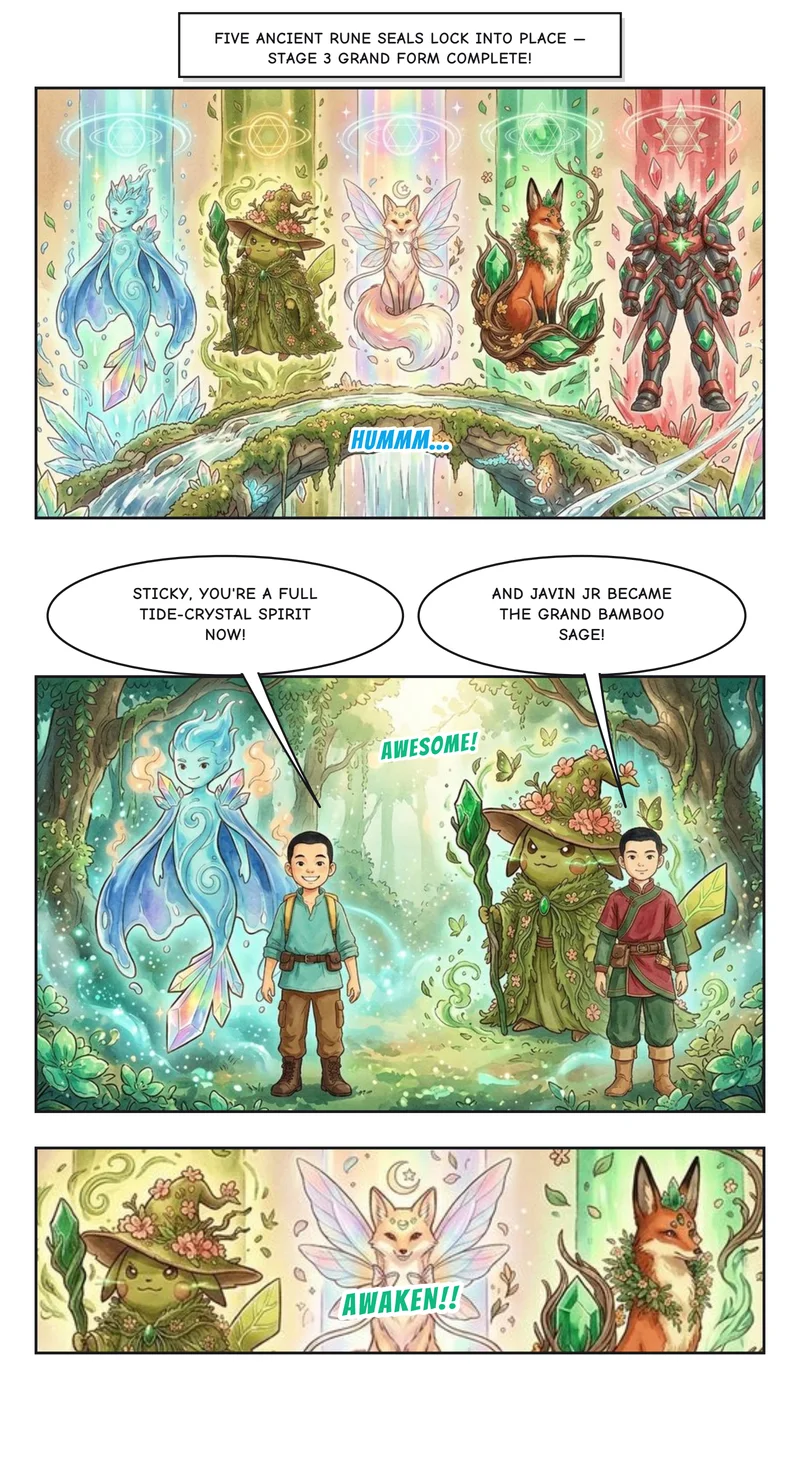 FIVE ANCIENT RUNE SEALS LOCK INTO PLACE —
STAGE 3 GRAND FORM COMPLETE!
HUMMM...
STICKY, YOU'RE A FULL
TIDE-CRYSTAL SPIRIT
NOW!
AND JAVIN JR BECAME
THE GRAND BAMBOO
SAGE!
AWESOME!
AWAKEN!!